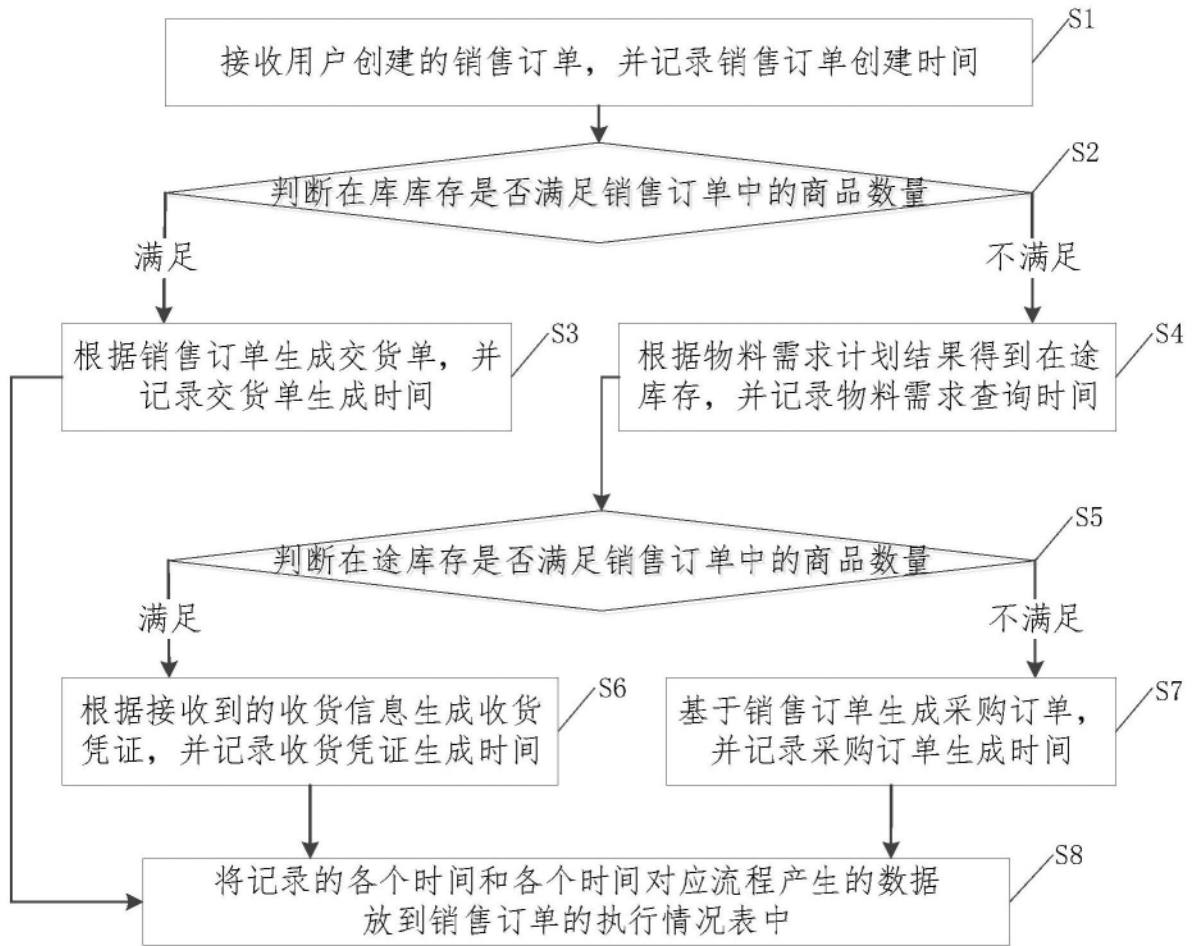 S1
接收用户创建的销售订单，并记录销售订单创建时间
S2
判断在库库存是否满足销售订单中的商品数量
满足
不满足
S3
根据销售订单生成交货单，并
记录交货单生成时间
S4
根据物料需求计划结果得到在途
库存，并记录物料需求查询时间
S5
判断在途库存是否满足销售订单中的商品数量
满足
不满足
S6
根据接收到的收货信息生成收货
凭证，并记录收货凭证生成时间
S7
基于销售订单生成采购订单，
并记录采购订单生成时间
S8
将记录的各个时间和各个时间对应流程产生的数据
放到销售订单的执行情况表中